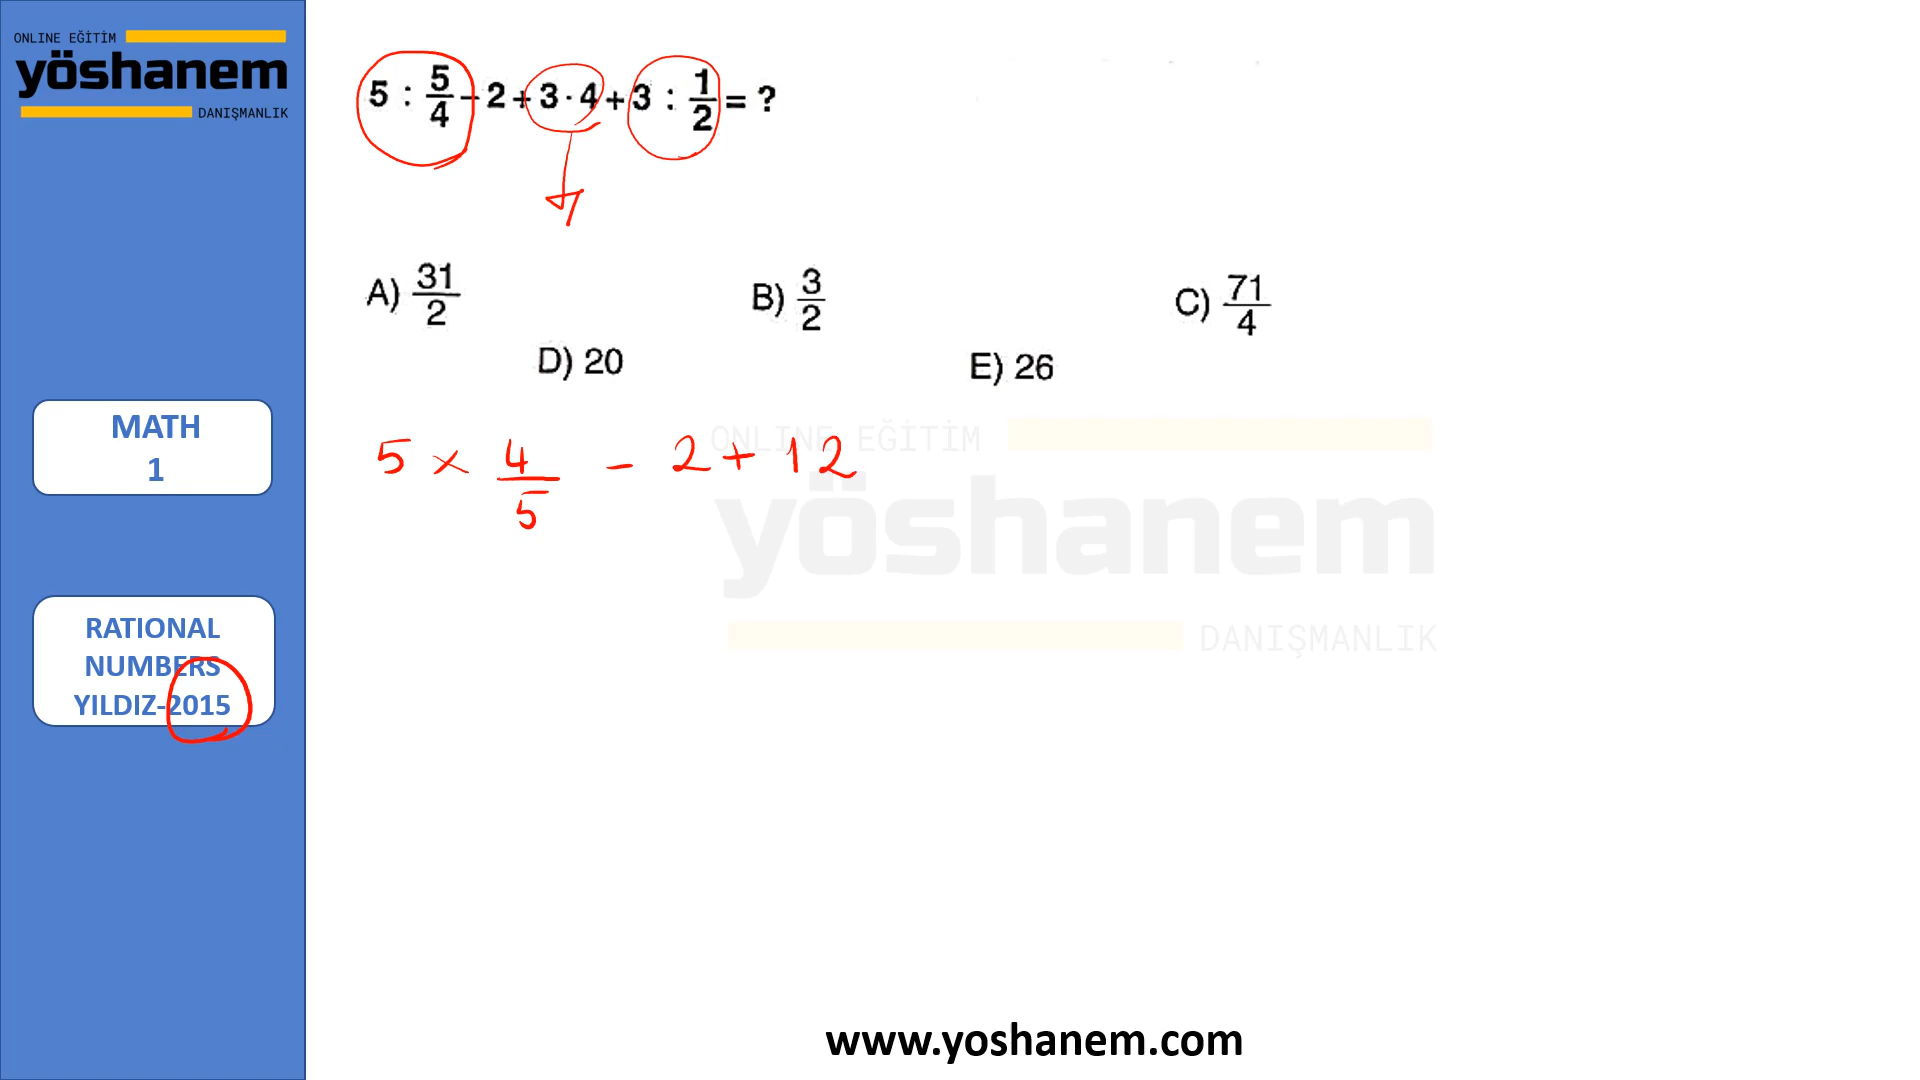 ONLINE EĞİTİM
yöshanem
DANIŞMANLIK
5 : 5/4 - 2 + 3 · 4 + 3 : 1/2 = ?
A) 31/2
B) 3/2
C) 71/4
D) 20
E) 26
5 × 4/5 - 2 + 12
ONLINE EĞİTİM
yöshanem
DANIŞMANLIK
MATH
1
RATIONAL
NUMBERS
YILDIZ-2015
www.yoshanem.com